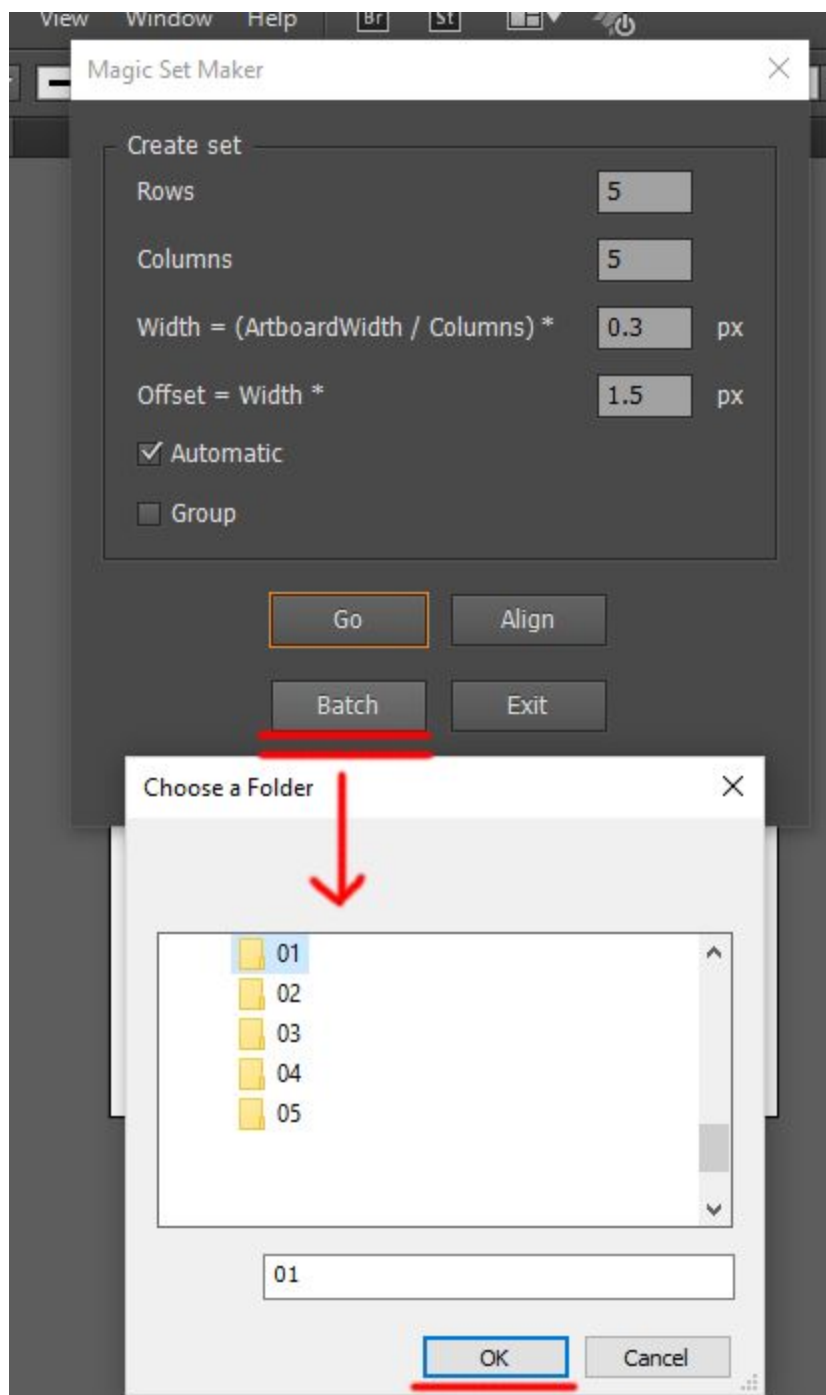 View Window Help Br St
Magic Set Maker
Create set
Rows 5
Columns 5
Width = (ArtboardWidth / Columns) * 0.3 px
Offset = Width * 1.5 px
Automatic
Group
Go Align
Batch Exit
Choose a Folder
01
02
03
04
05
01
OK Cancel